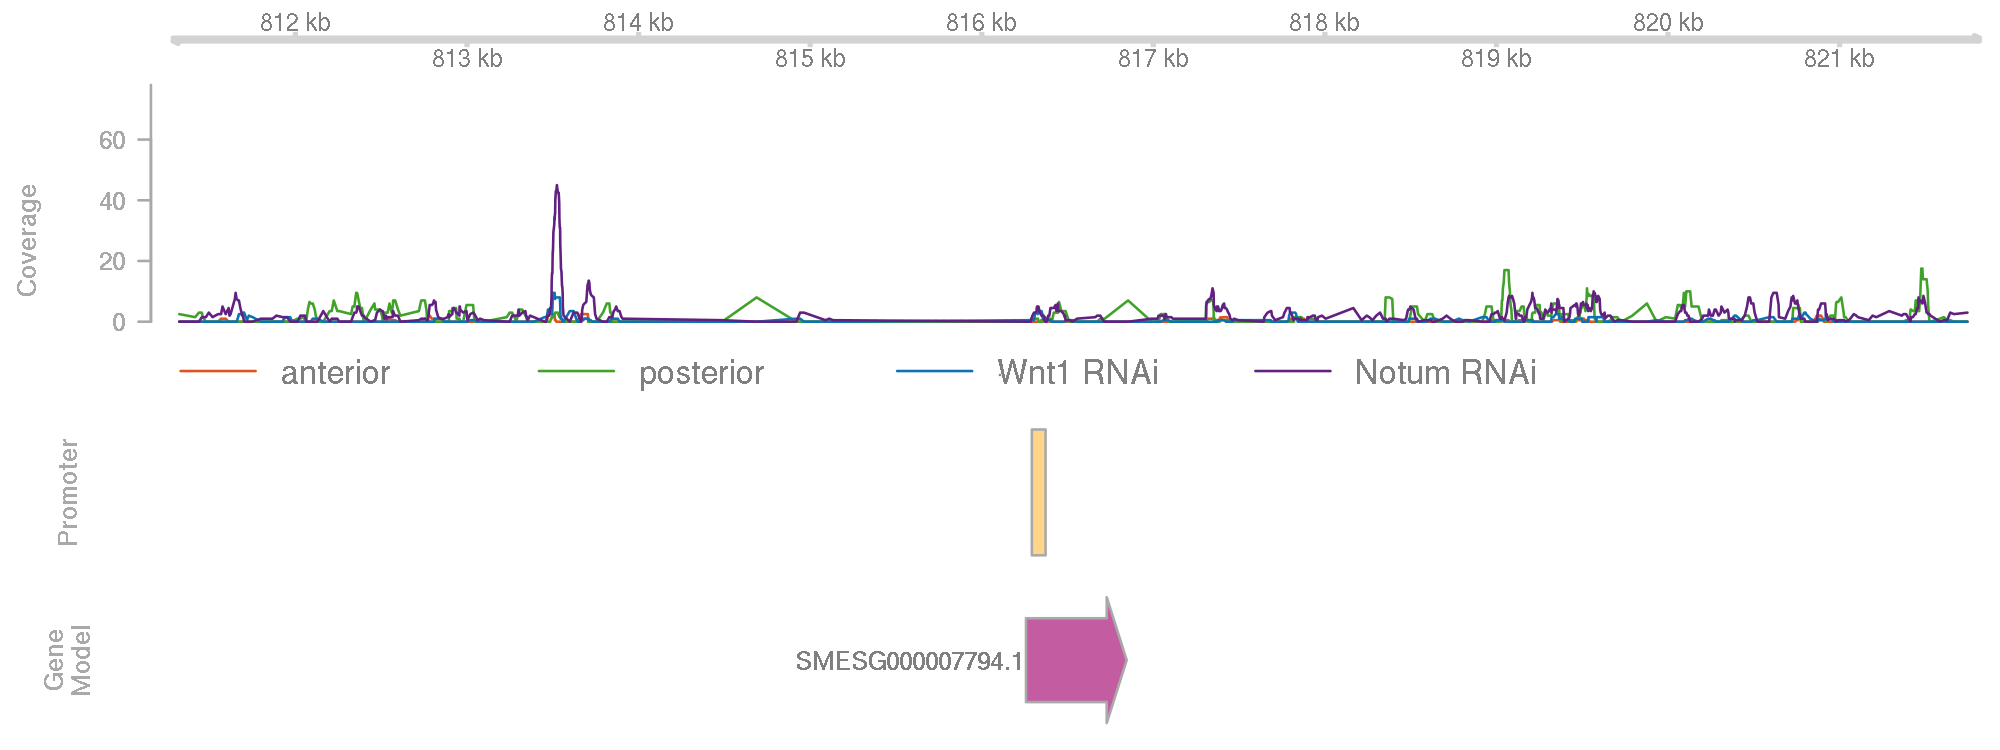 812 kb 814 kb 816 kb 818 kb 820 kb
813 kb 815 kb 817 kb 819 kb 821 kb
Coverage
60
40
20
0
anterior posterior Wnt1 RNAi Notum RNAi
Promoter
Gene
Model
SMESG000007794.1